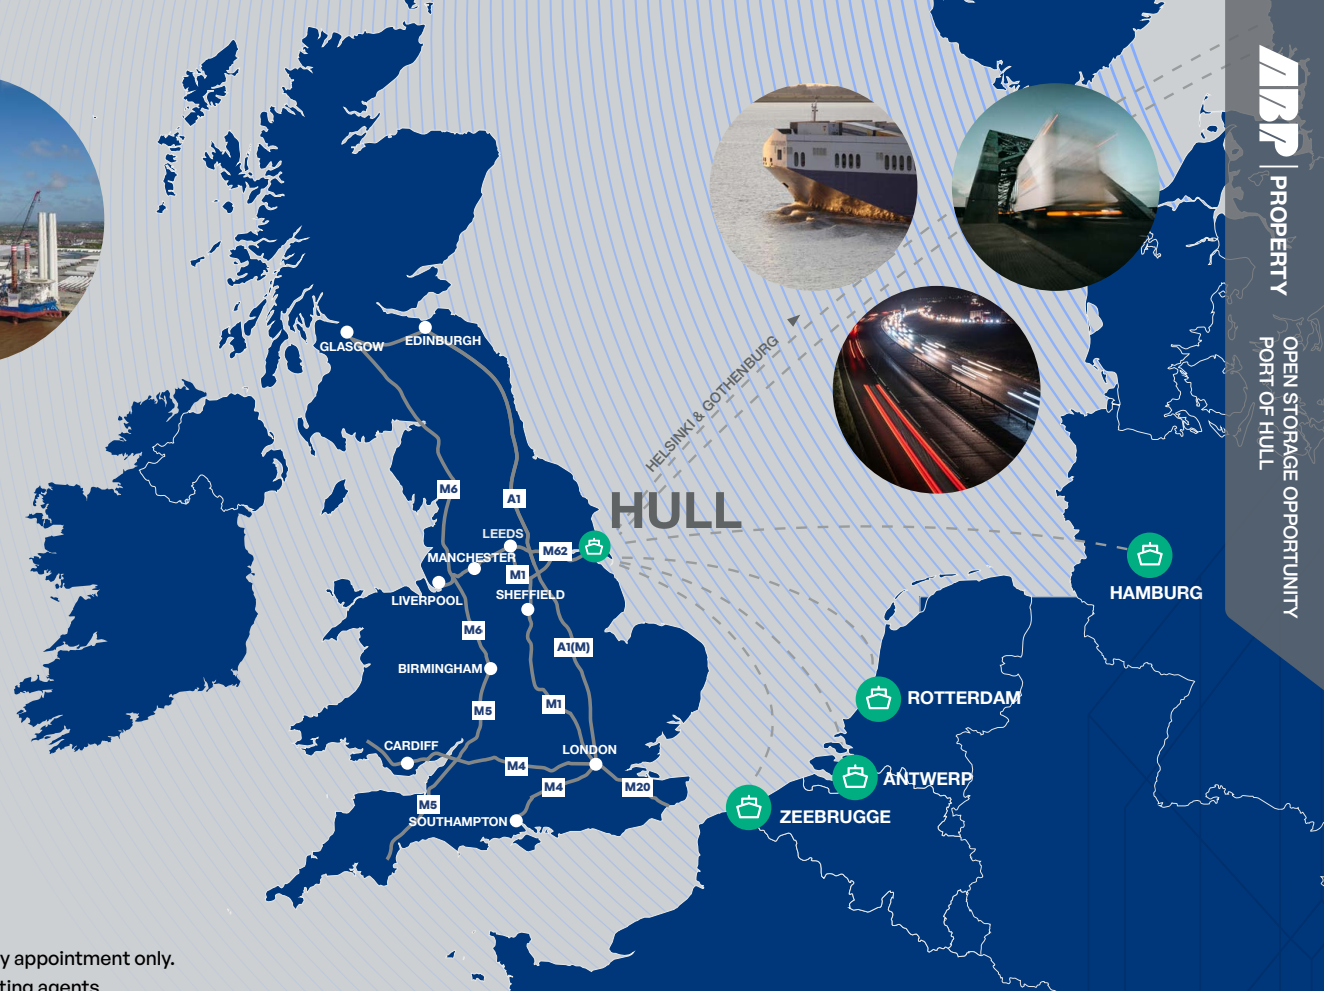 ABP
PROPERTY
OPEN STORAGE OPPORTUNITY
PORT OF HULL
GLASGOW
EDINBURGH
HELSINKI & GOTHENBURG
M6
A1
HULL
LEEDS
M62
MANCHESTER
M1
LIVERPOOL
SHEFFIELD
HAMBURG
M6
A1(M)
BIRMINGHAM
ROTTERDAM
M5
M1
CARDIFF
LONDON
M4
ANTWERP
M4
M20
M5
SOUTHAMPTON
ZEEBRUGGE
y appointment only.
ting agents